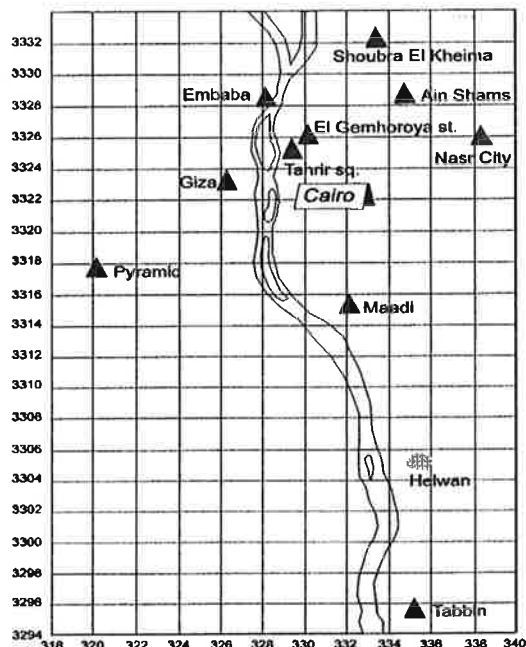 3332
Shoubra El Kheima
3330
Embaba
Ain Shams
3328
El Gemhoroya st.
3326
Nasr City
Tahrir sq.
3324
Giza
Cairo
3322
3320
3318
Pyramid
3316
Maadi
3314
3312
3310
3308
3306
3304
Helwan
3302
3300
3298
3296
Tabbin
3294
318 320 322 324 326 328 330 332 334 336 338 340